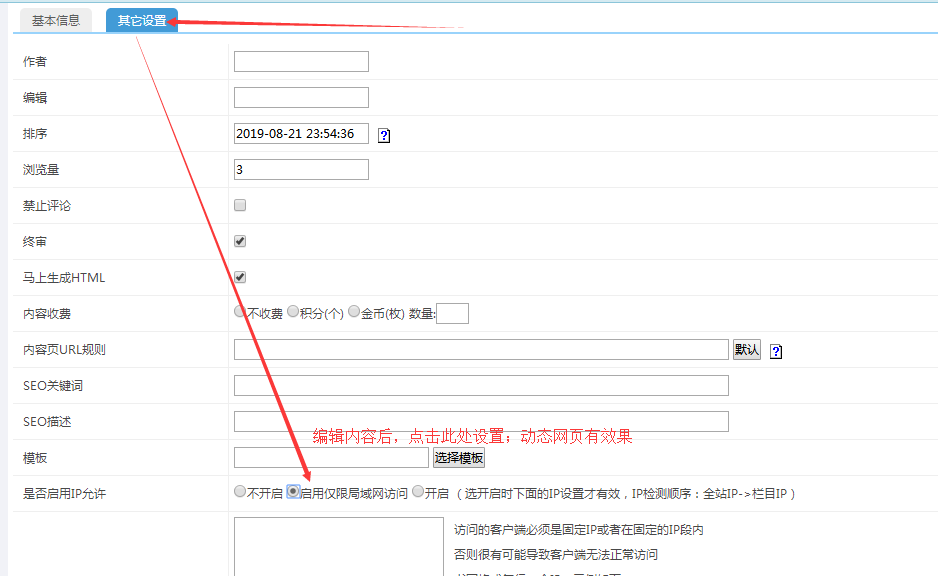 基本信息 其它设置
作者
编辑
排序 2019-08-21 23:54:36 ?
浏览量 3
禁止评论
终审
马上生成HTML
内容收费 不收费 积分(个) 金币(枚) 数量:
内容页URL规则 默认 ?
SEO关键词
SEO描述
编辑内容后，点击此处设置；动态网页有效果
模板 选择模板
是否启用IP允许 不开启 启用仅限局域网访问 开启 （选开启时下面的IP设置才有效，IP检测顺序：全站IP->栏目IP ）
访问的客户端必须是固定IP或者在固定的IP段内
否则很有可能导致客户端无法正常访问